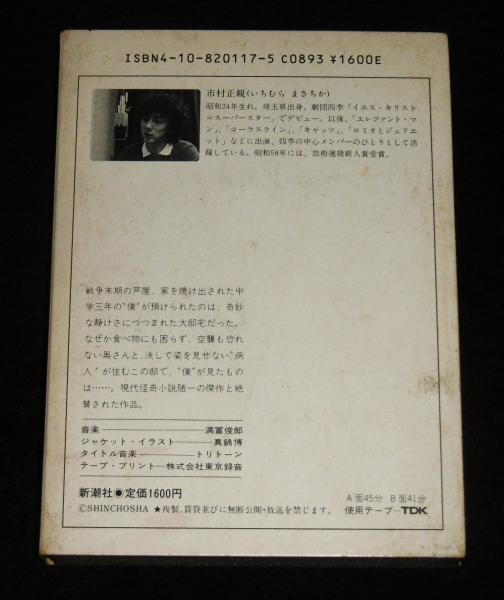 ISBN4-10-820117-5 C0893 ¥1600E
市村正親(いちむら まさちか)
昭和24年生れ。埼玉県出身。劇団四季「イエス・キリスト
=スーパースター」でデビュー。以後、「エレファント・マ
ン」、「コーラスライン」、「キャッツ」、「ロミオとジュリエ
ット」などに出演、四季の中心メンバーのひとりとして活
躍している。昭和58年には、芸術選奨新人賞受賞。
戦争末期の芦屋、家を焼け出された中
学三年の“僕”が預けられたのは、奇妙
な静けさにつつまれた大邸宅だった。
なぜか食べ物にも困らず、空襲も恐れ
ない奥さんと、決して姿を見せない“病
人”が住むこの邸で、“僕”が見たもの
は……。現代怪奇小説随一の傑作と絶
賛された作品。
音楽――満冨俊郎
ジャケット・イラスト――真鍋博
タイトル音楽――トリトーン
テープ・プリント―株式会社東京録音
新潮社●定価1600円
A面45分 B面41分
©SHINCHOSHA ★複製、賃貸並びに無断公開・放送を禁じます。
使用テープ―TDK